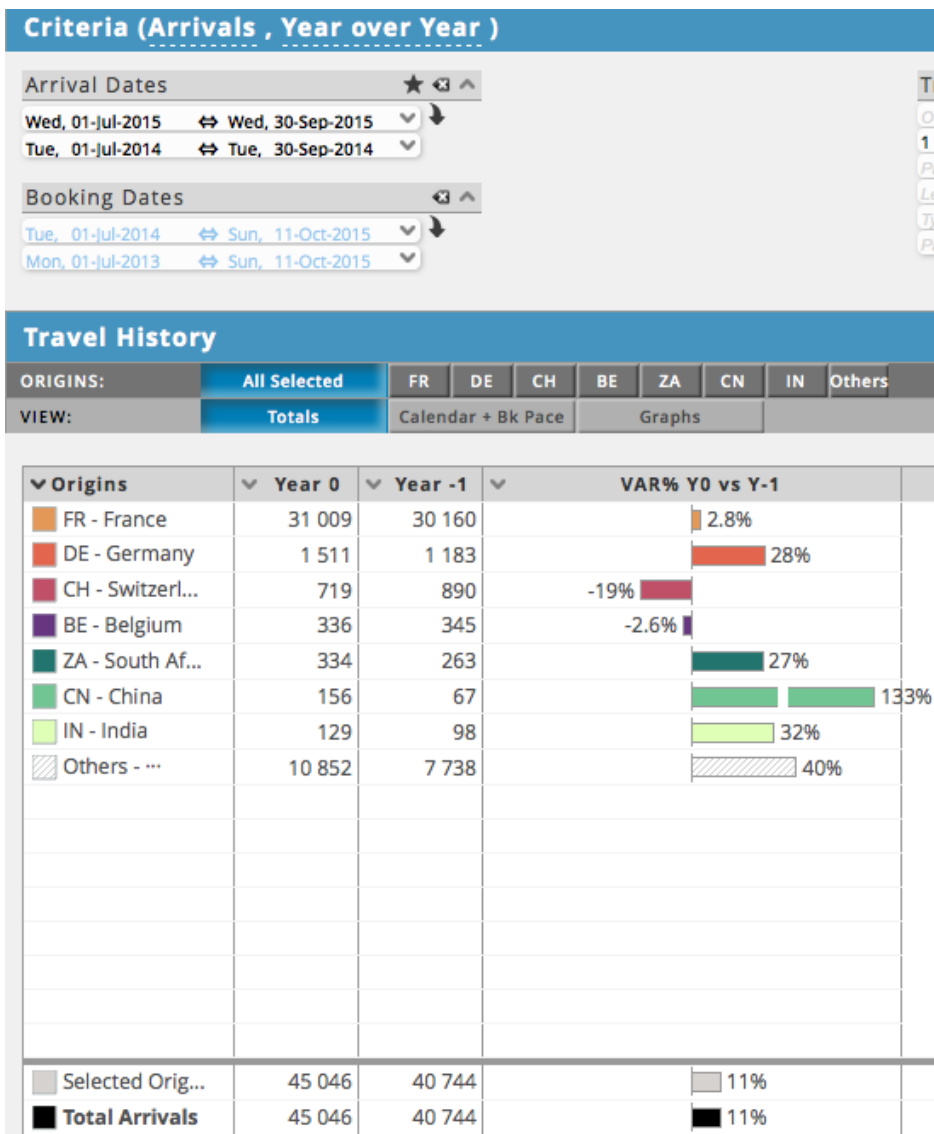 Criteria (Arrivals , Year over Year )
Arrival Dates
Wed, 01-Jul-2015 ⇔ Wed, 30-Sep-2015
Tue, 01-Jul-2014 ⇔ Tue, 30-Sep-2014
Booking Dates
Tue, 01-Jul-2014 ⇔ Sun, 11-Oct-2015
Mon, 01-Jul-2013 ⇔ Sun, 11-Oct-2015
1
Travel History
ORIGINS: All Selected FR DE CH BE ZA CN IN Others
VIEW: Totals Calendar + Bk Pace Graphs
Origins Year 0 Year -1 VAR% Y0 vs Y-1
FR - France 31 009 30 160 2.8%
DE - Germany 1 511 1 183 28%
CH - Switzerl... 719 890 -19%
BE - Belgium 336 345 -2.6%
ZA - South Af... 334 263 27%
CN - China 156 67 133%
IN - India 129 98 32%
Others - ... 10 852 7 738 40%
Selected Orig... 45 046 40 744 11%
Total Arrivals 45 046 40 744 11%